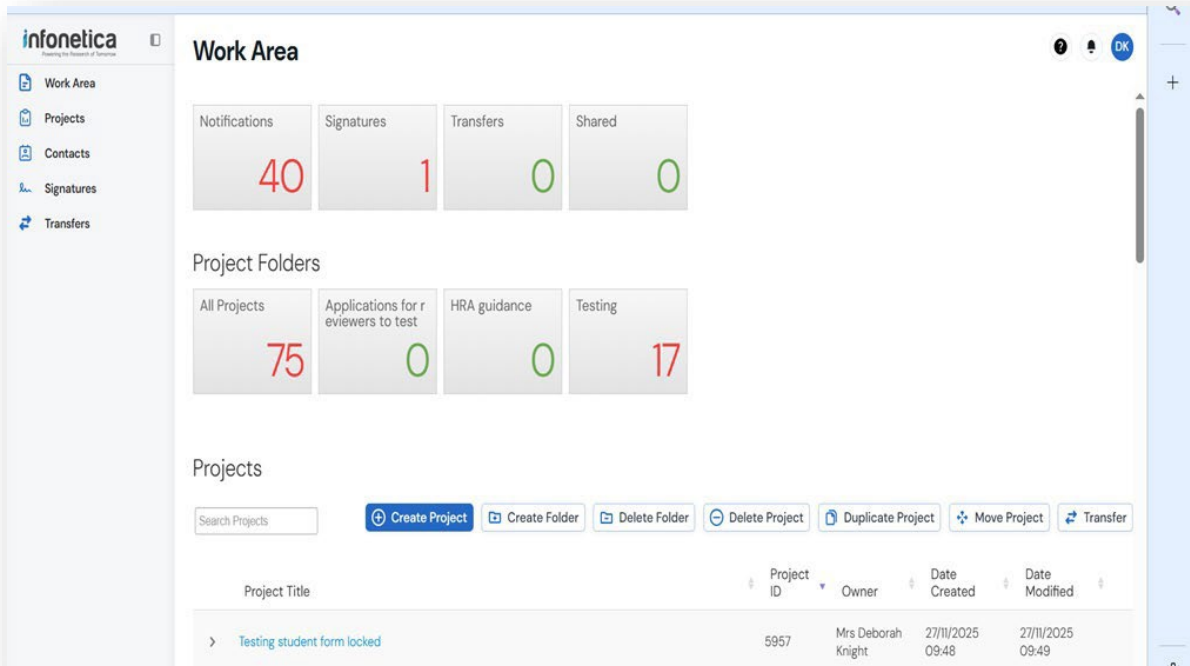 infonetica
Powering the Research of Tomorrow
Work Area
Projects
Contacts
Signatures
Transfers
Work Area
DK
Notifications
40
Signatures
1
Transfers
0
Shared
0
Project Folders
All Projects
75
Applications for r
eviewers to test
0
HRA guidance
0
Testing
17
Projects
Search Projects
Create Project
Create Folder
Delete Folder
Delete Project
Duplicate Project
Move Project
Transfer
Project Title
Project
ID
Owner
Date
Created
Date
Modified
Testing student form locked
5957
Mrs Deborah
Knight
27/11/2025
09:48
27/11/2025
09:49